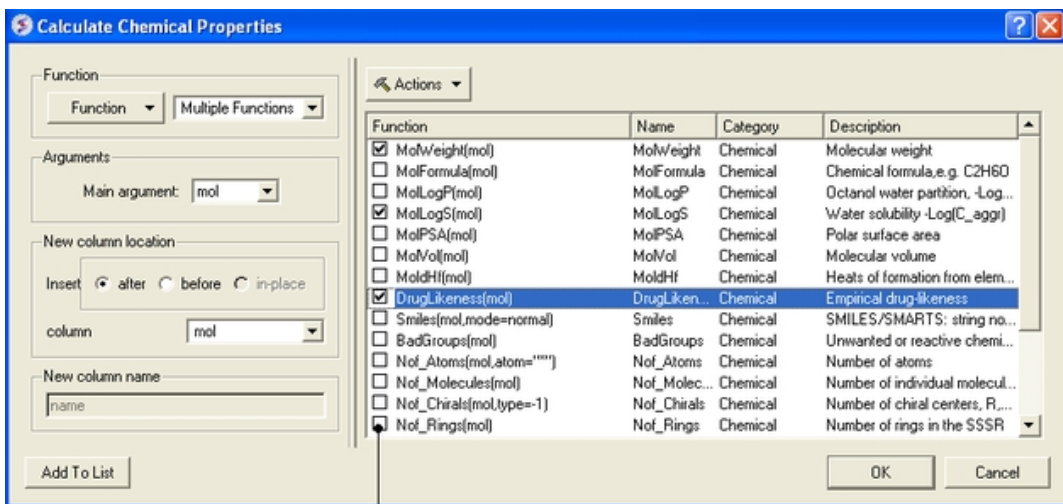 Calculate Chemical Properties
Function
Function Multiple Functions
Arguments
Main argument: mol
New column location
Insert after before in-place
column mol
New column name
name
Add To List
Actions
Function Name Category Description
MolWeight(mol) MolWeight Chemical Molecular weight
MolFormula(mol) MolFormula Chemical Chemical formula,e.g. C2H6O
MolLogP(mol) MolLogP Chemical Octanol water partition, -Log...
MolLogS(mol) MolLogS Chemical Water solubility -Log(C_aggr)
MolPSA(mol) MolPSA Chemical Polar surface area
MolVol(mol) MolVol Chemical Molecular volume
MoldHf(mol) MoldHf Chemical Heats of formation from elem...
DrugLikeness(mol) DrugLiken... Chemical Empirical drug-likeness
Smiles(mol,mode=normal) Smiles Chemical SMILES/SMARTS: string no...
BadGroups(mol) BadGroups Chemical Unwanted or reactive chemi...
Nof_Atoms(mol,atom="""") Nof_Atoms Chemical Number of atoms
Nof_Molecules(mol) Nof_Molec... Chemical Number of individual molecul...
Nof_Chirals(mol,type=-1) Nof_Chirals Chemical Number of chiral centers, R,...
Nof_Rings(mol) Nof_Rings Chemical Number of rings in the SSSR
OK Cancel